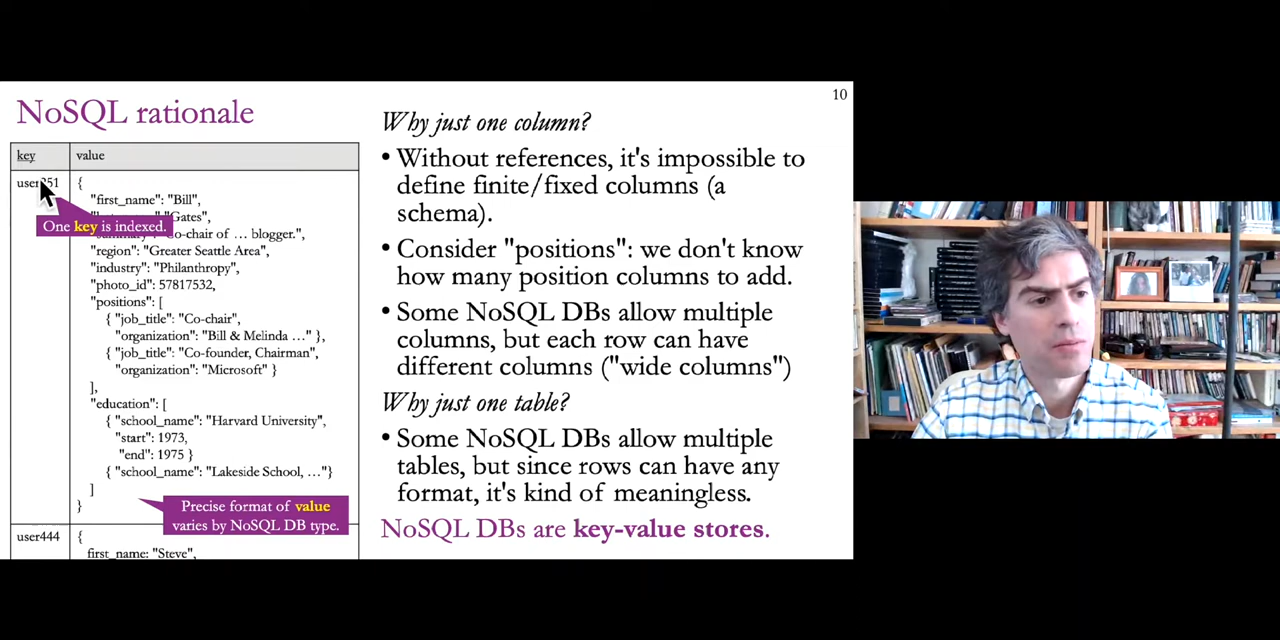 10
NoSQL rationale
key value
user251 {
"first_name": "Bill",
"Gates",
One key is indexed.
"Co-chair of … blogger.",
"region": "Greater Seattle Area",
"industry": "Philanthropy",
"photo_id": 57817532,
"positions": [
{ "job_title": "Co-chair",
"organization": "Bill & Melinda …" },
{ "job_title": "Co-founder, Chairman",
"organization": "Microsoft" }
],
"education": [
{ "school_name": "Harvard University",
"start": 1973,
"end": 1975 }
{ "school_name": "Lakeside School, …"}
]
}
Precise format of value
varies by NoSQL DB type.
user444 {
first_name: "Steve",
Why just one column?
• Without references, it's impossible to
define finite/fixed columns (a
schema).
• Consider "positions": we don't know
how many position columns to add.
• Some NoSQL DBs allow multiple
columns, but each row can have
different columns ("wide columns")
Why just one table?
• Some NoSQL DBs allow multiple
tables, but since rows can have any
format, it's kind of meaningless.
NoSQL DBs are key-value stores.